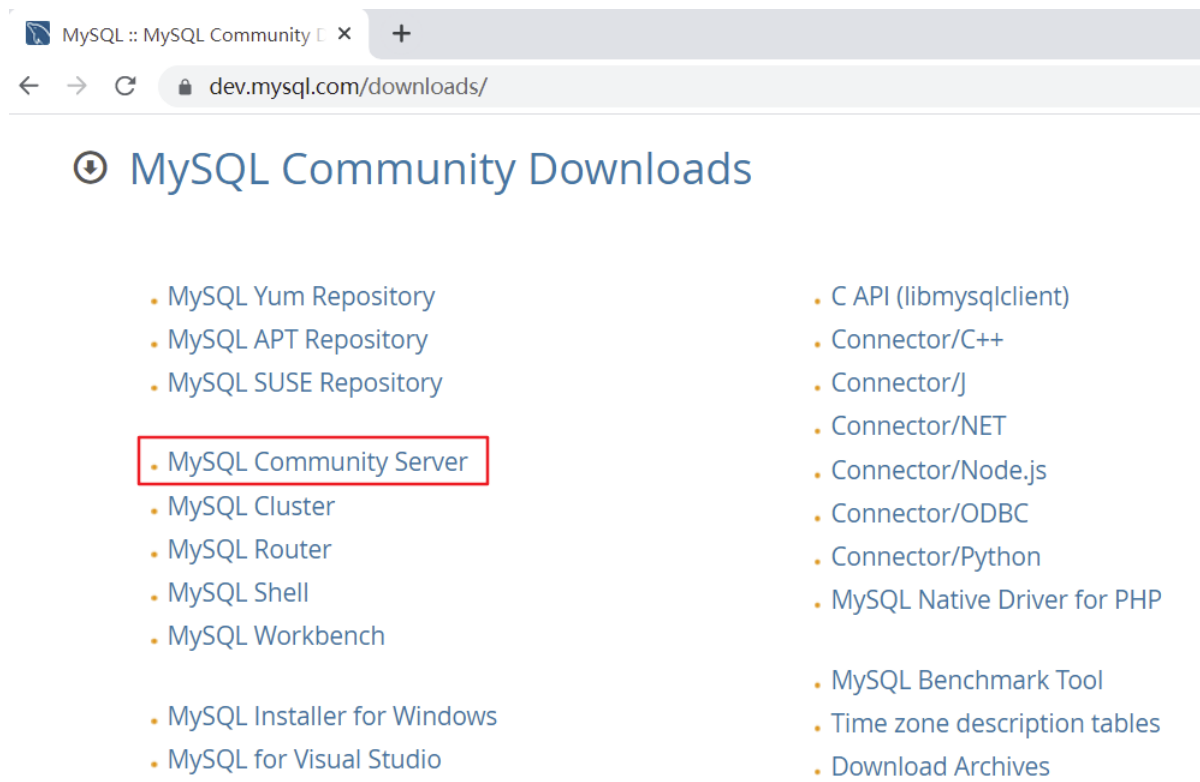 MySQL :: MySQL Community
dev.mysql.com/downloads/
MySQL Community Downloads
MySQL Yum Repository
MySQL APT Repository
MySQL SUSE Repository
MySQL Community Server
MySQL Cluster
MySQL Router
MySQL Shell
MySQL Workbench
MySQL Installer for Windows
MySQL for Visual Studio
C API (libmysqlclient)
Connector/C++
Connector/J
Connector/NET
Connector/Node.js
Connector/ODBC
Connector/Python
MySQL Native Driver for PHP
MySQL Benchmark Tool
Time zone description tables
Download Archives